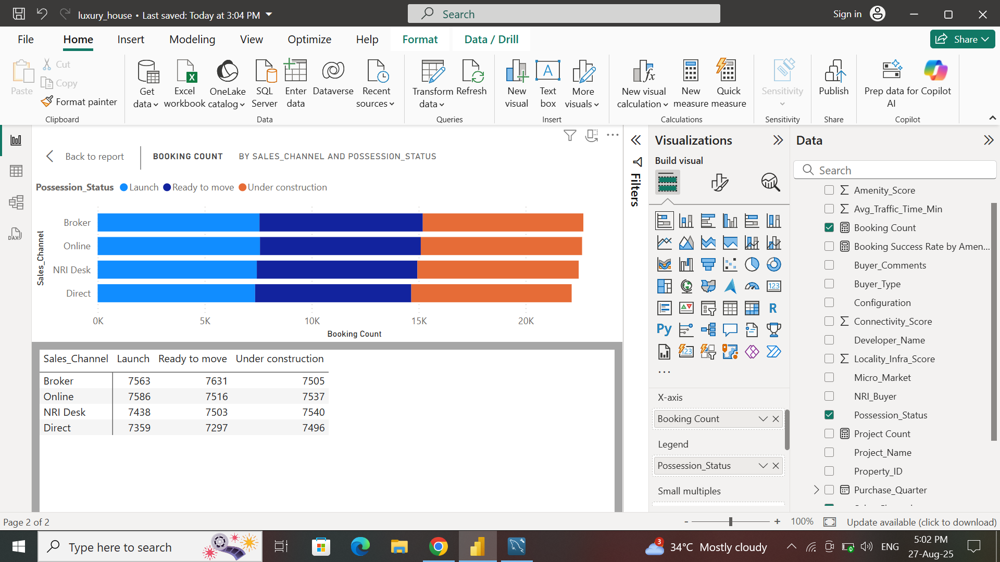 luxury_house • Last saved: Today at 3:04 PM
Search
Sign in
File Home Insert Modeling View Optimize Help Format Data / Drill
Share
Paste
Cut
Copy
Format painter
Clipboard
Get data
Excel workbook
OneLake catalog
SQL Server
Enter data
Dataverse
Recent sources
Data
Transform data
Refresh
Queries
New visual
Text box
More visuals
Insert
New visual calculation
New measure
Quick measure
Calculations
Sensitivity
Sensitivity
Publish
Share
Prep data for AI
Copilot
Copilot
Back to report
BOOKING COUNT BY SALES_CHANNEL AND POSSESSION_STATUS
Possession_Status Launch Ready to move Under construction
Sales_Channel
Broker
Online
NRI Desk
Direct
0K 5K 10K 15K 20K
Booking Count
Sales_Channel Launch Ready to move Under construction
Broker 7563 7631 7505
Online 7586 7516 7537
NRI Desk 7438 7503 7540
Direct 7359 7297 7496
Filters
Visualizations
Build visual
123
R
Py
123
X-axis
Booking Count
Legend
Possession_Status
Small multiples
Data
Search
Amenity_Score
Avg_Traffic_Time_Min
Booking Count
Booking Success Rate by Amen...
Buyer_Comments
Buyer_Type
Configuration
Connectivity_Score
Developer_Name
Locality_Infra_Score
Micro_Market
NRI_Buyer
Possession_Status
Project Count
Project_Name
Property_ID
Purchase_Quarter
DAX
Page 2 of 2
- + 100%
Update available (click to download)
Type here to search
3
34°C Mostly cloudy
ENG
5:02 PM
27-Aug-25